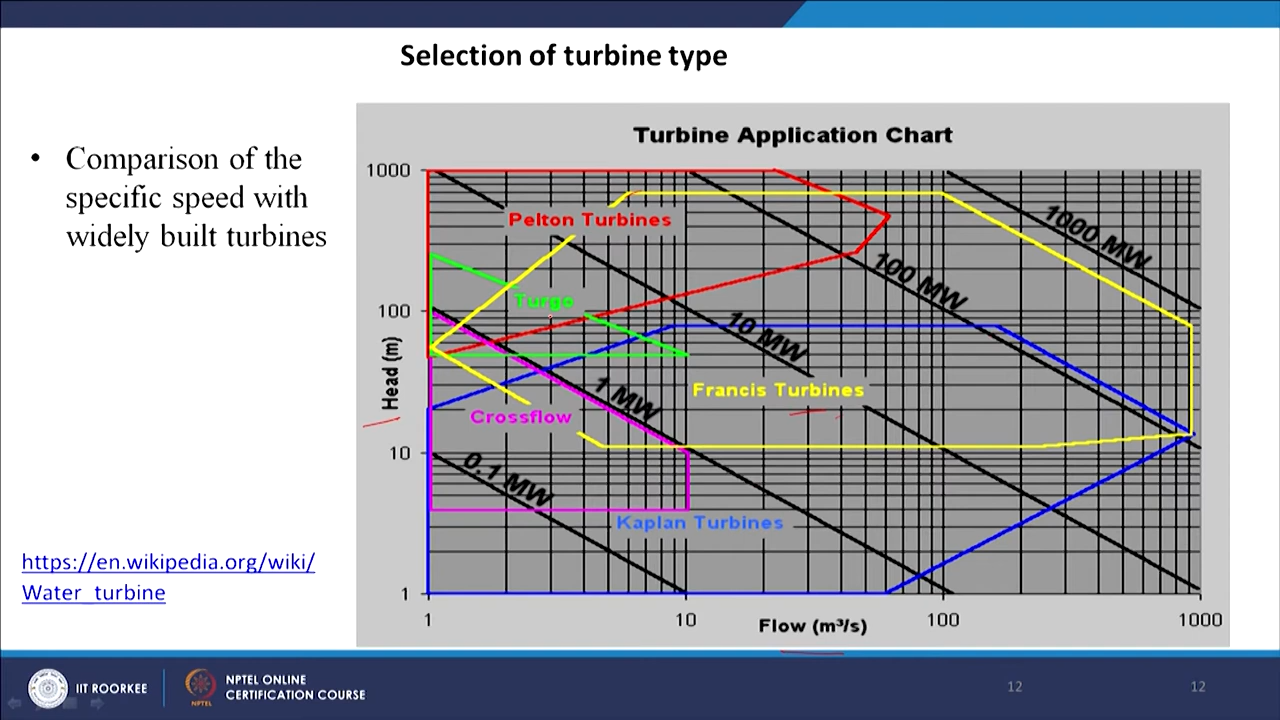 Selection of turbine type
• Comparison of the
specific speed with
widely built turbines
https://en.wikipedia.org/wiki/
Water_turbine
Turbine Application Chart
1000
100
10
1
Head (m)
Pelton Turbines
Turgo
Crossflow
Francis Turbines
Kaplan Turbines
1000 MW
100 MW
10 MW
1 MW
0.1 MW
1
10
100
1000
Flow (m³/s)
IIT ROORKEE
NPTEL
NPTEL ONLINE
CERTIFICATION COURSE
12
12